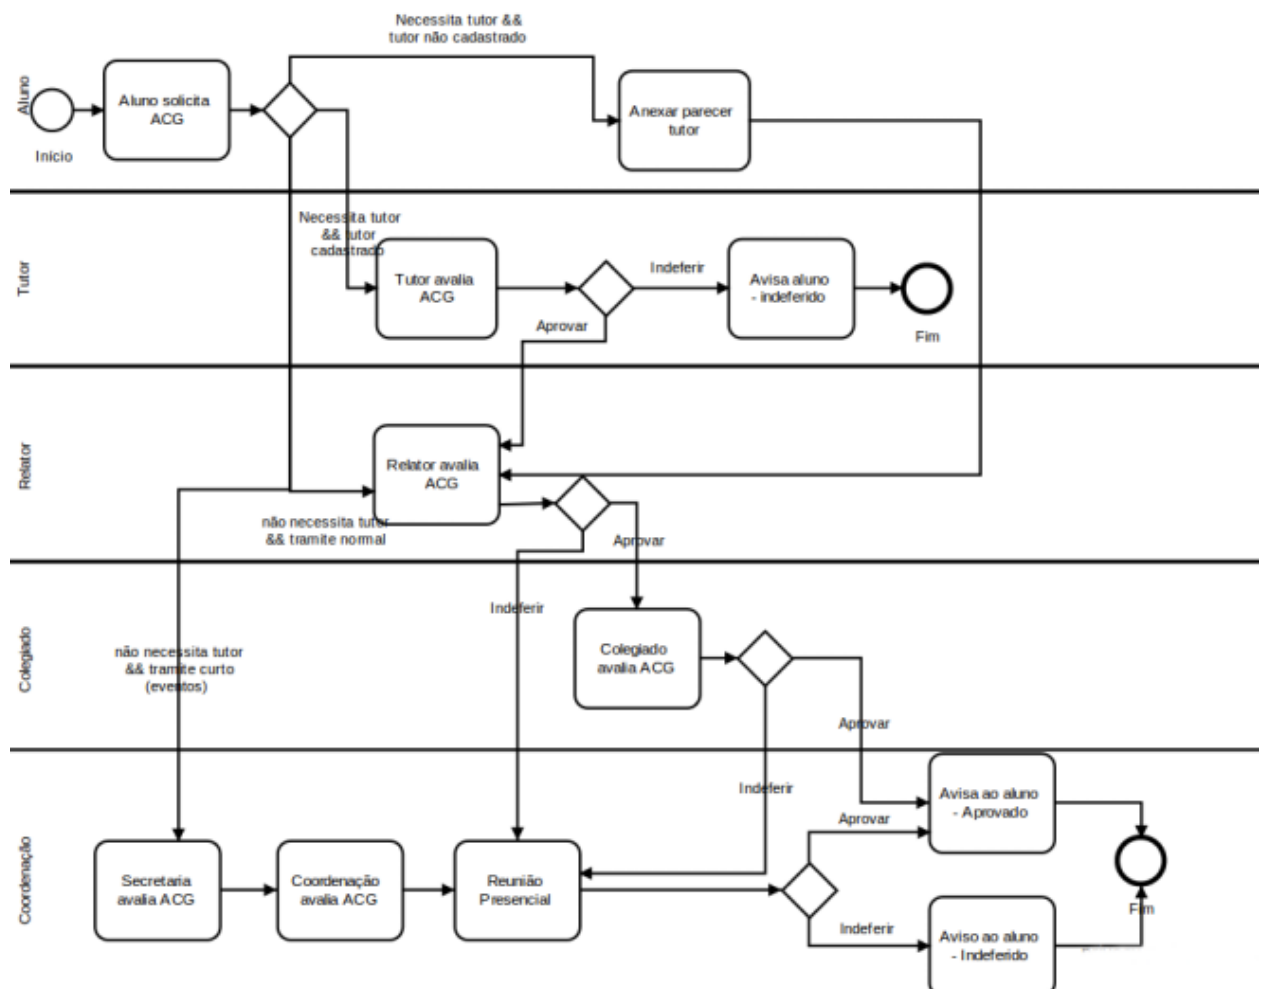 Necessita tutor &&
tutor não cadastrado
Aluno
Inicio
Aluno solicita
ACG
Anexar parecer
tutor
Tutor
Necessita tutor
&& tutor
cadastrado
Tutor avalia
ACG
Indeferir
Avisa aluno
- indeferido
Fim
Aprovar
Relator
Relator avalia
ACG
não necessita tutor
&& tramite normal
Aprovar
Indeferir
Colegiado
não necessita tutor
&& tramite curto
(eventos)
Colegiado
avalia ACG
Aprovar
Indeferir
Coordenação
Secretaria
avalia ACG
Coordenação
avalia ACG
Reunião
Presencial
Aprovar
Avisa ao aluno
- Aprovado
Indeferir
Aviso ao aluno
- Indeferido
Fim